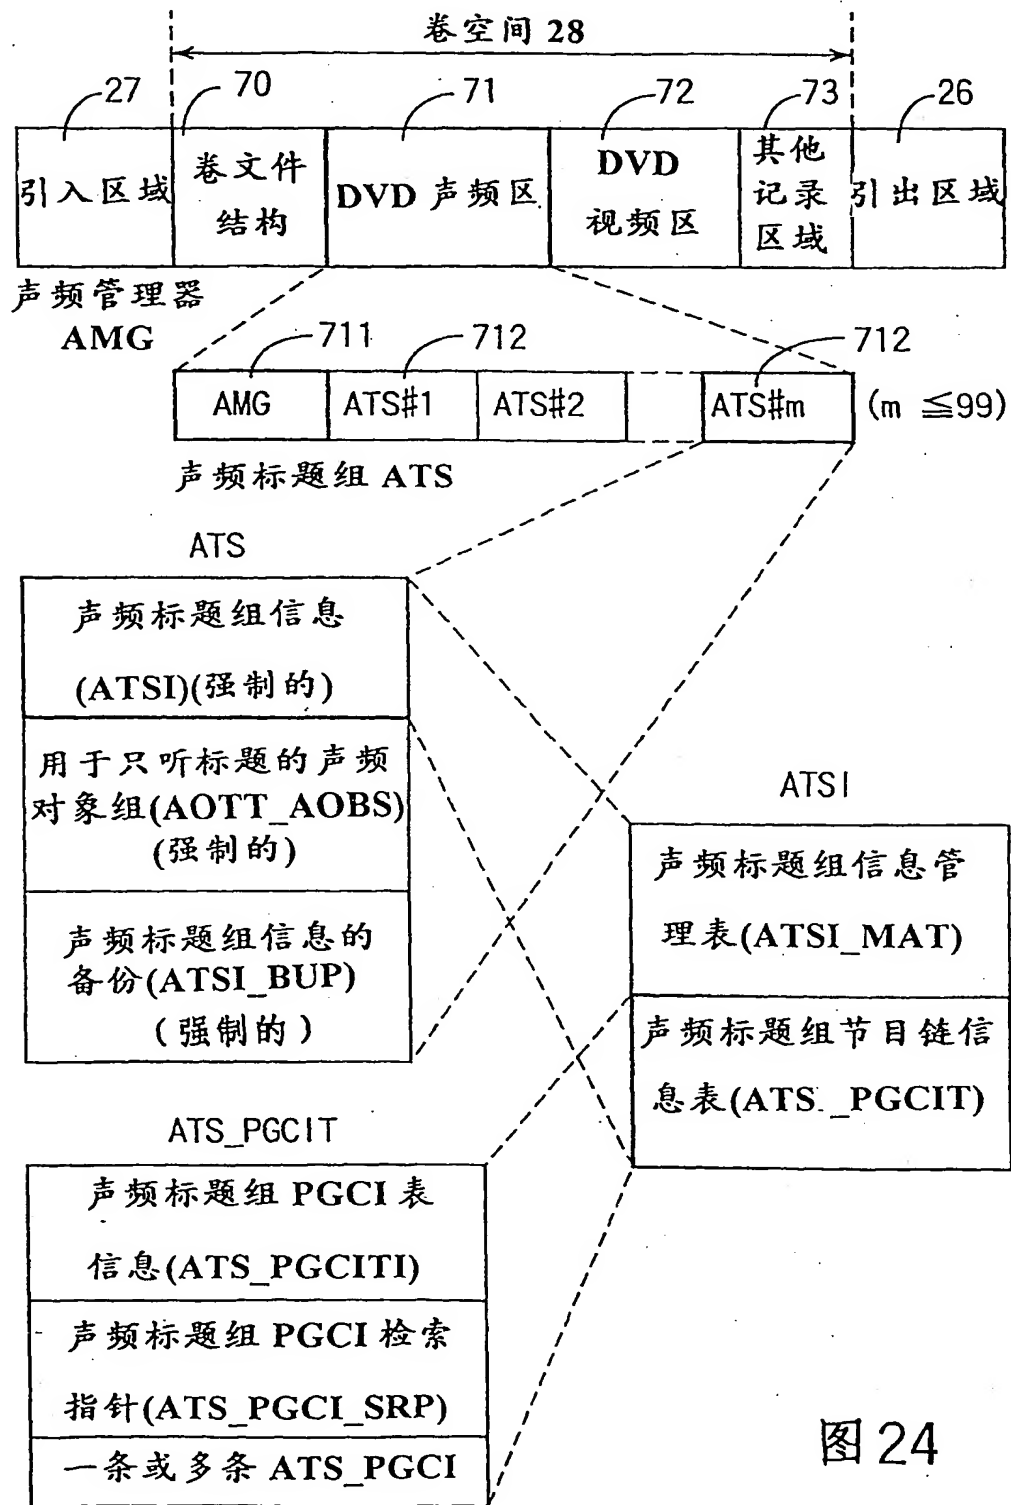 卷空间 28
27
70
71
72
73
26
引入区域
卷文件
结构
DVD 声频区
DVD
视频区
其他
记录
区域
引出区域
声频管理器
AMG
711
712
712
AMG
ATS#1
ATS#2
ATS#m
(m ≦99)
声频标题组 ATS
ATS
声频标题组信息
(ATSI)(强制的)
用于只听标题的声频
对象组(AOTT_AOBS)
(强制的)
声频标题组信息的
备份(ATSI_BUP)
(强制的)
ATSI
声频标题组信息管
理表(ATSI_MAT)
声频标题组节目链信
息表(ATS_PGCIT)
ATS_PGCIT
声频标题组 PGCI 表
信息(ATS_PGCITI)
声频标题组 PGCI 检索
指针(ATS_PGCI_SRP)
一条或多条 ATS_PGCI
图24